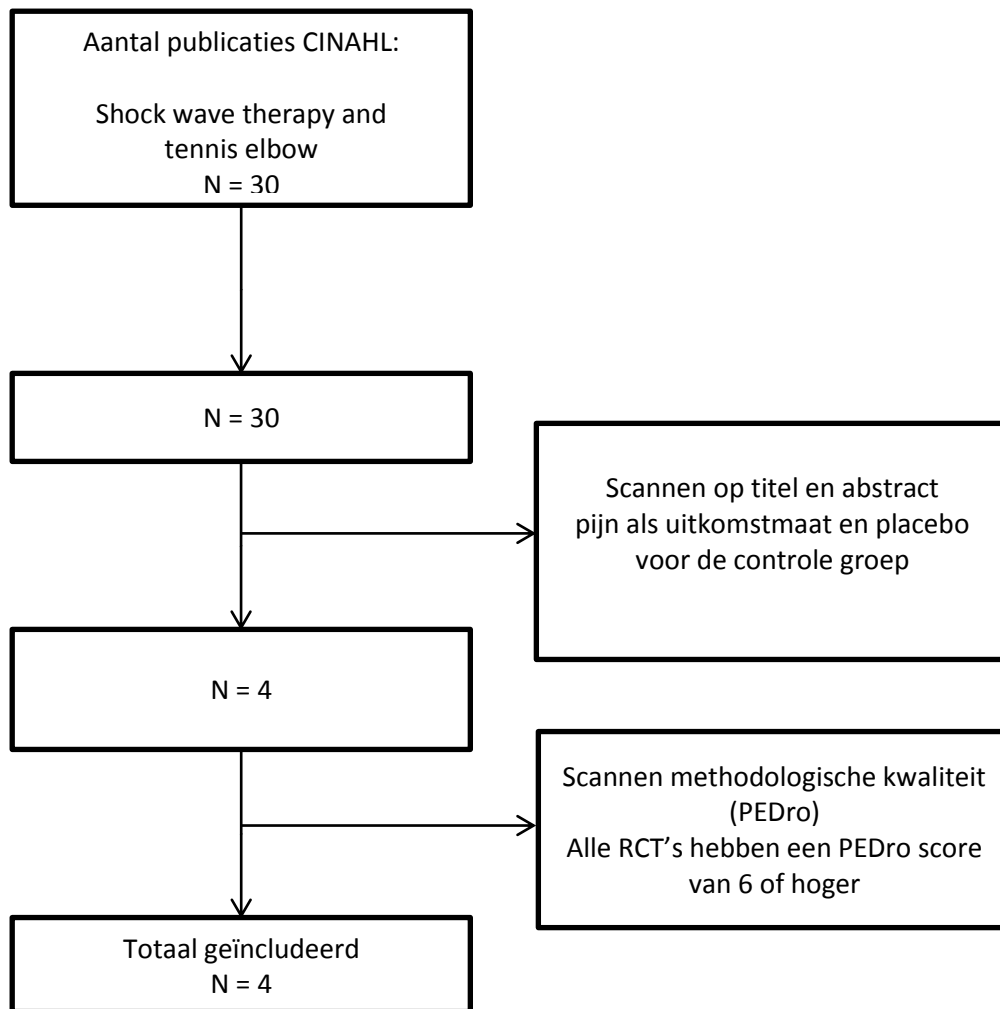 Aantal publicaties CINAHL:
Shock wave therapy and
tennis elbow
N = 30
N = 30
Scannen op titel en abstract
pijn als uitkomstmaat en placebo
voor de controle groep
N = 4
Scannen methodologische kwaliteit
(PEDro)
Alle RCT’s hebben een PEDro score
van 6 of hoger
Totaal geïncludeerd
N = 4